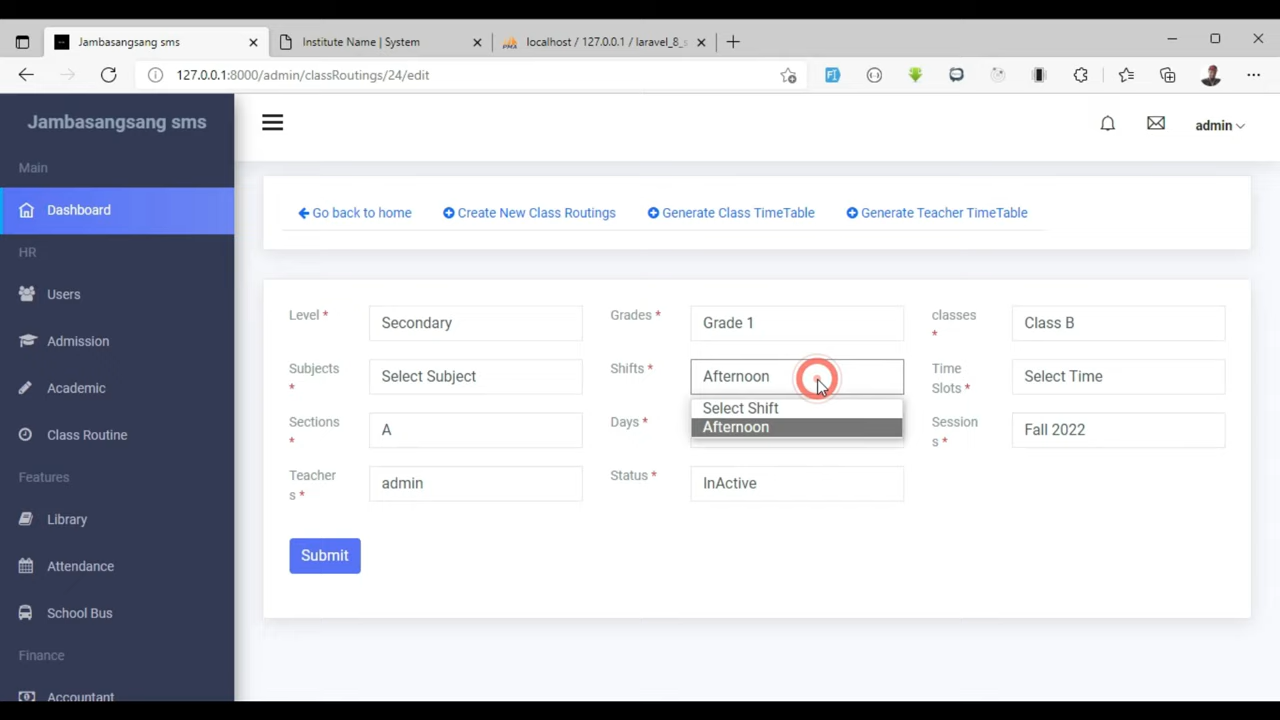 Jambasangsang sms
Institute Name | System
localhost / 127.0.0.1 / laravel_8_s
127.0.0.1:8000/admin/classRoutings/24/edit
Jambasangsang sms
admin
Main
Dashboard
HR
Users
Admission
Academic
Class Routine
Features
Library
Attendance
School Bus
Finance
Accountant
Go back to home
Create New Class Routings
Generate Class TimeTable
Generate Teacher TimeTable
Level *
Secondary
Grades *
Grade 1
classes
*
Class B
Subjects
*
Select Subject
Shifts *
Afternoon
Select Shift
Afternoon
Time
Slots *
Select Time
Sections
*
A
Days *
Session
s *
Fall 2022
Teacher
s *
admin
Status *
InActive
Submit